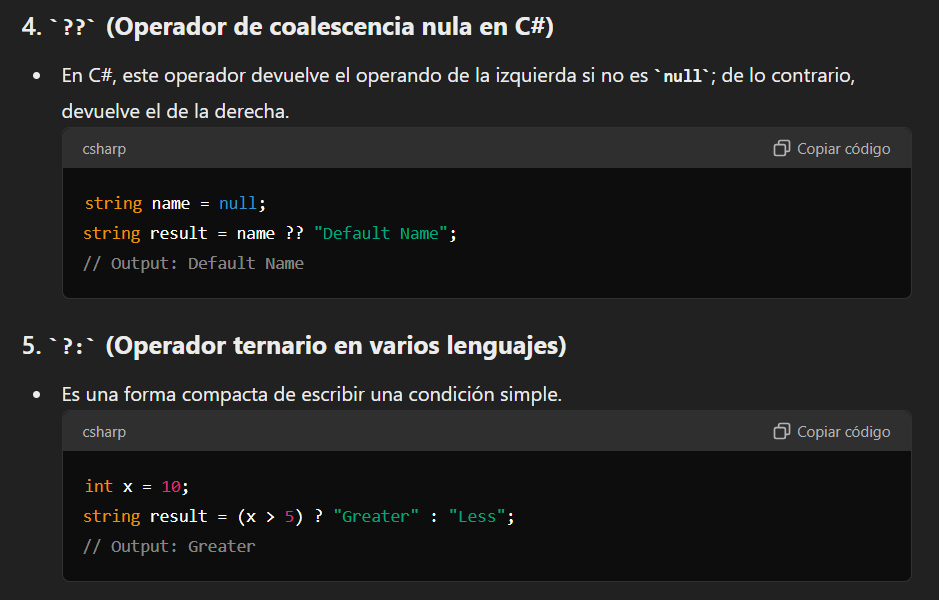 4. `??` (Operador de coalescencia nula en C#)
• En C#, este operador devuelve el operando de la izquierda si no es `null`; de lo contrario,
devuelve el de la derecha.
csharp Copiar código
string name = null;
string result = name ?? "Default Name";
// Output: Default Name
5. `?:` (Operador ternario en varios lenguajes)
• Es una forma compacta de escribir una condición simple.
csharp Copiar código
int x = 10;
string result = (x > 5) ? "Greater" : "Less";
// Output: Greater